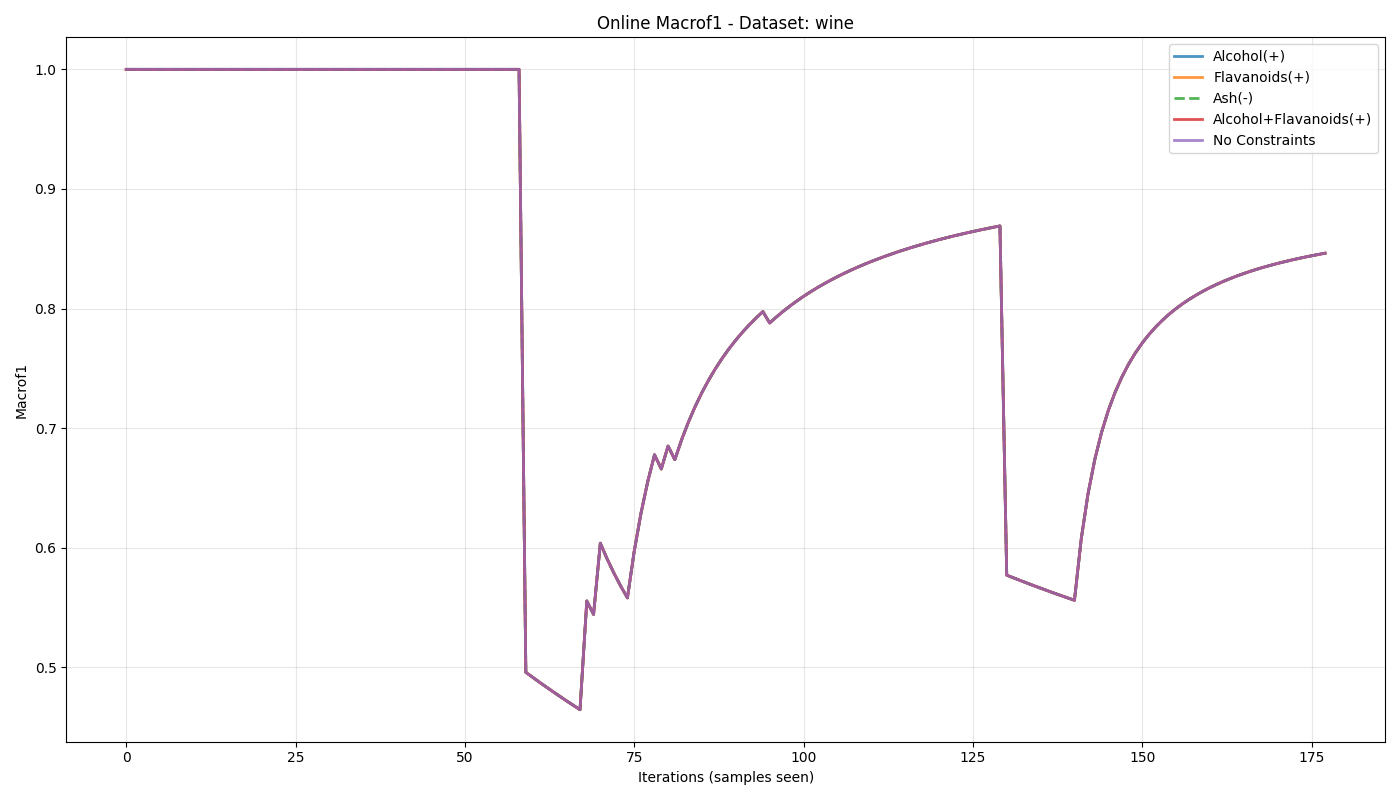 Online Macrof1 - Dataset: wine
Alcohol(+)
Flavanoids(+)
Ash(-)
Alcohol+Flavanoids(+)
No Constraints
Macrof1
1.0
0.9
0.8
0.7
0.6
0.5
0 25 50 75 100 125 150 175
Iterations (samples seen)